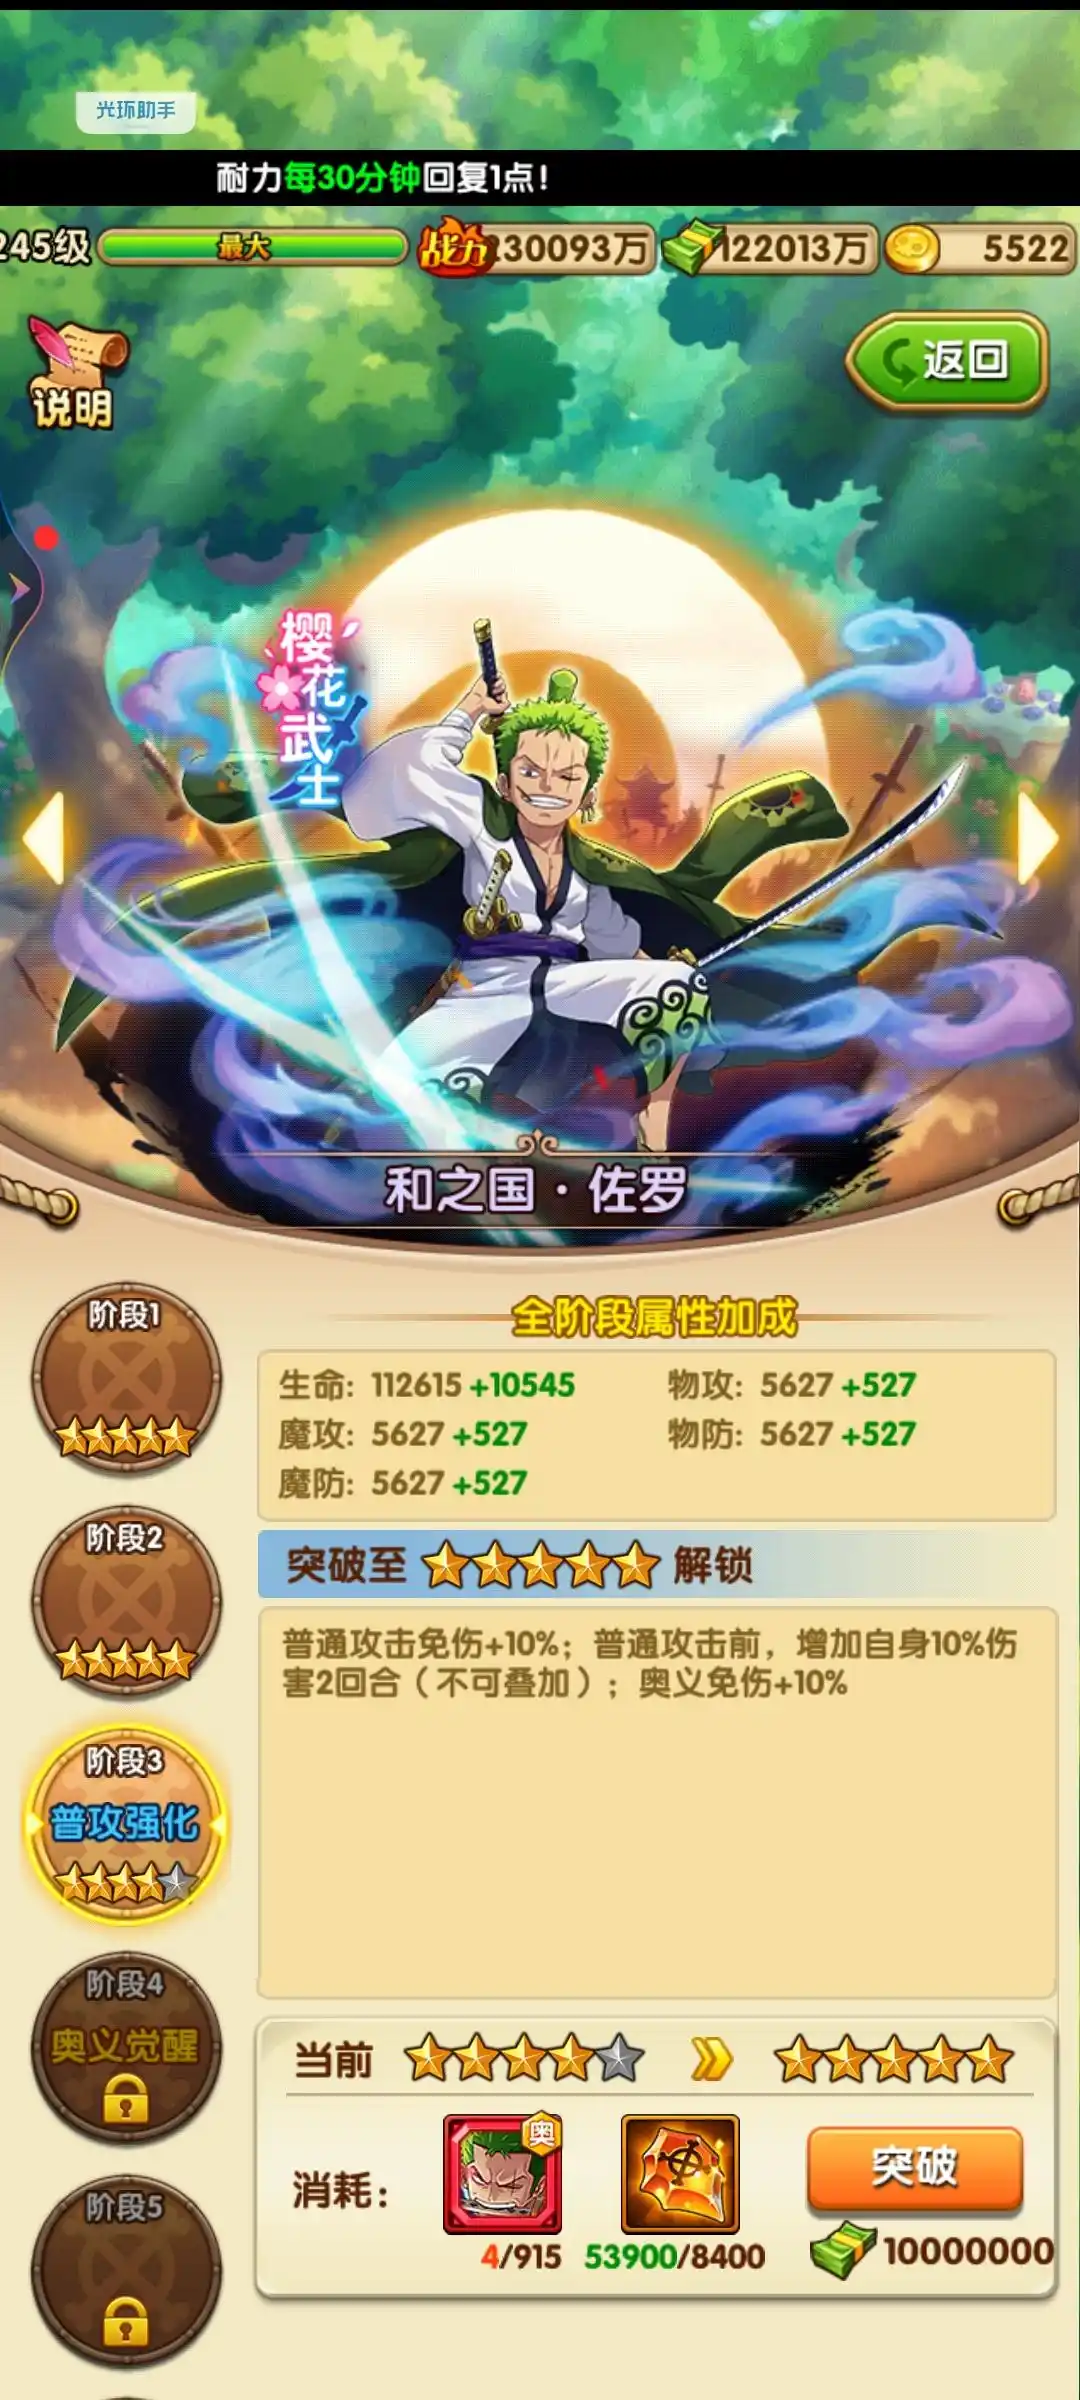 光环助手
耐力每30分钟回复1点!
245级
最大
战力
230093万
122013万
5522
说明
返回
樱花武士
和之国·佐罗
阶段1
全阶段属性加成
生命: 112615 +10545
物攻: 5627 +527
魔攻: 5627 +527
物防: 5627 +527
魔防: 5627 +527
阶段2
突破至 解锁
普通攻击免伤+10%; 普通攻击前, 增加自身10%伤
害2回合(不可叠加); 奥义免伤+10%
阶段3
普攻强化
阶段4
奥义觉醒
当前
奥
消耗:
突破
4/915
53900/8400
10000000
阶段5